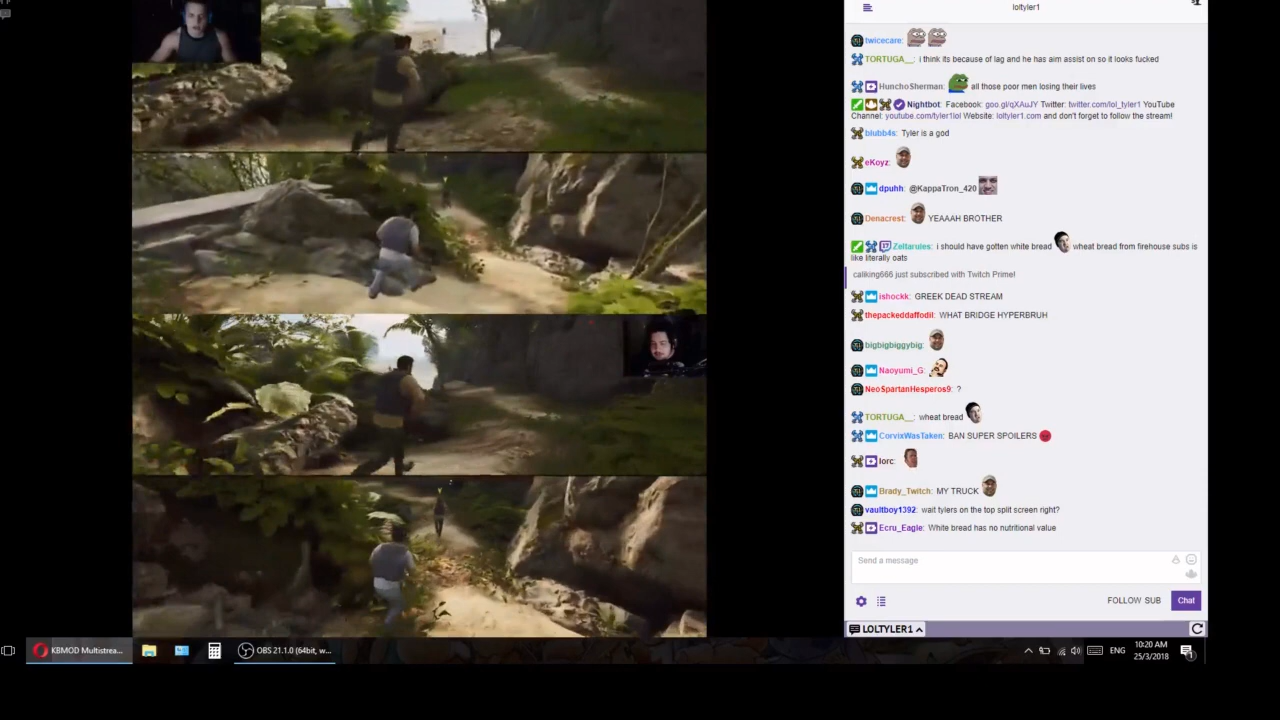 loltyler1
twicecare:
TORTUGA__: i think its because of lag and he has aim assist on so it looks fucked
HunchoSherman: all those poor men losing their lives
Nightbot: Facebook: goo.gl/qXAuJY Twitter: twitter.com/lol_tyler1 YouTube
Channel: youtube.com/tyler1lol Website: loltyler1.com and don't forget to follow the stream!
blubb4s: Tyler is a god
eKoyz:
dpuhh: @KappaTron_420
Denacrest: YEAAAH BROTHER
Zeltarules: i should have gotten white bread wheat bread from firehouse subs is
like literally oats
caliking666 just subscribed with Twitch Prime!
ishockk: GREEK DEAD STREAM
thepackeddaffodil: WHAT BRIDGE HYPERBRUH
bigbigbiggybig:
Naoyumi_G:
NeoSpartanHesperos9: ?
TORTUGA__: wheat bread
CorvixWasTaken: BAN SUPER SPOILERS
lorc:
Brady_Twitch: MY TRUCK
vaultboy1392: wait tylers on the top split screen right?
Ecru_Eagle: White bread has no nutritional value
Send a message
FOLLOW SUB Chat
LOLTYLER1
KBMOD Multistrea...
OBS 21.1.0 (64bit, w...
ENG
10:20 AM
25/3/2018
1